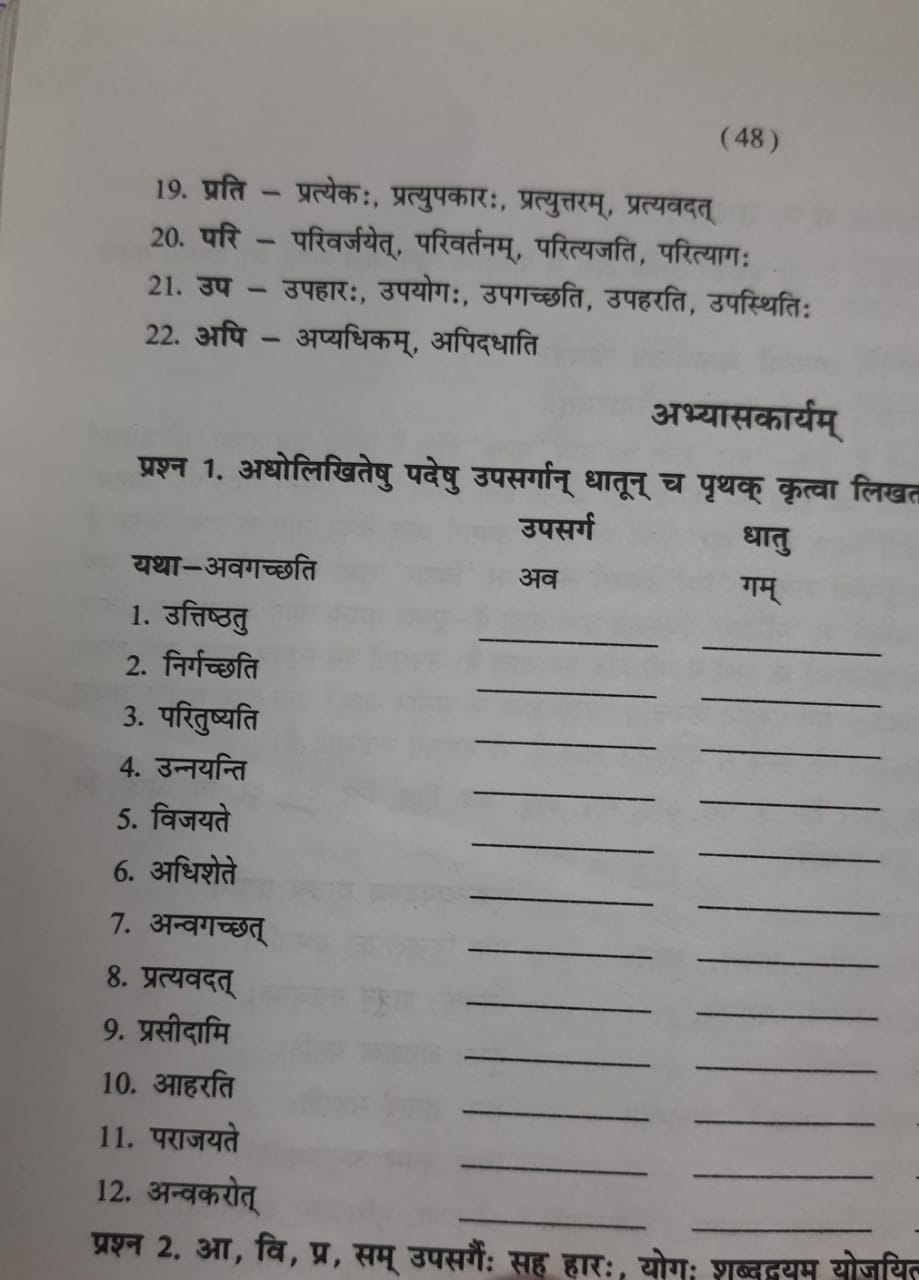 (48)
19. प्रति – प्रत्येकः, प्रत्युपकारः, प्रत्युत्तरम्, प्रत्यवदत्
20. परि – परिवर्जयेत्, परिवर्तनम्, परित्यजति, परित्यागः
21. उप – उपहारः, उपयोगः, उपगच्छति, उपहरति, उपस्थितिः
22. अपि – अप्यधिकम्, अपिदधाति
अभ्यासकार्यम्
प्रश्न 1. अधोलिखितेषु पदेषु उपसर्गान् धातून् च पृथक् कृत्वा लिखत
उपसर्ग धातु
यथा–अवगच्छति अव गम्
1. उत्तिष्ठतु
2. निर्गच्छति
3. परितुष्यति
4. उन्नयन्ति
5. विजयते
6. अधिशेते
7. अन्वगच्छत्
8. प्रत्यवदत्
9. प्रसीदामि
10. आहरति
11. पराजयते
12. अन्वकरोत्
प्रश्न 2. आ, वि, प्र, सम् उपसर्गैः सह हारः, योगः शब्दद्वयम्